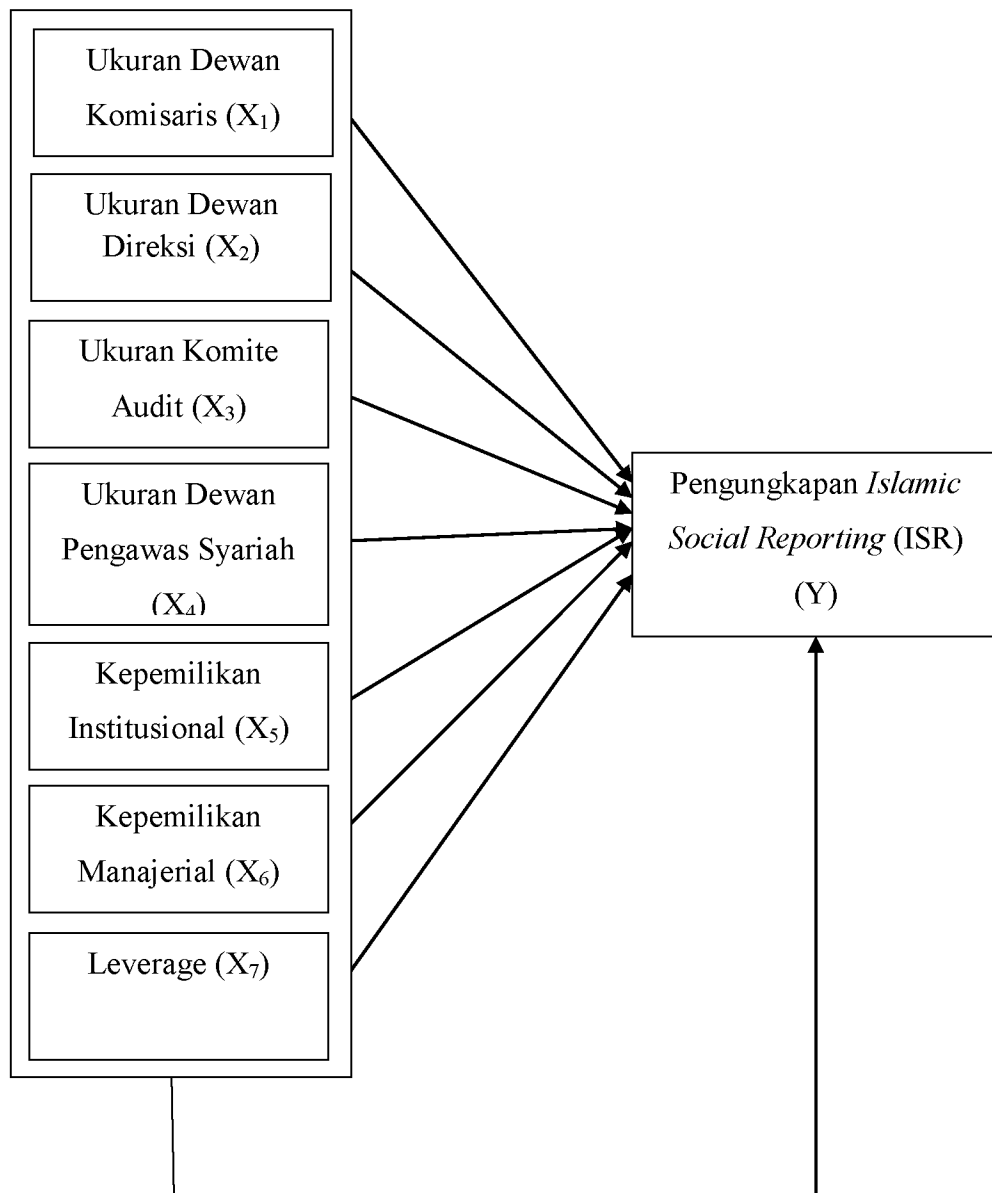 Ukuran Dewan
Komisaris (X₁)
Ukuran Dewan
Direksi (X₂)
Ukuran Komite
Audit (X₃)
Ukuran Dewan
Pengawas Syariah
(X₄)
Kepemilikan
Institusional (X₅)
Kepemilikan
Manajerial (X₆)
Leverage (X₇)
Pengungkapan Islamic
Social Reporting (ISR)
(Y)